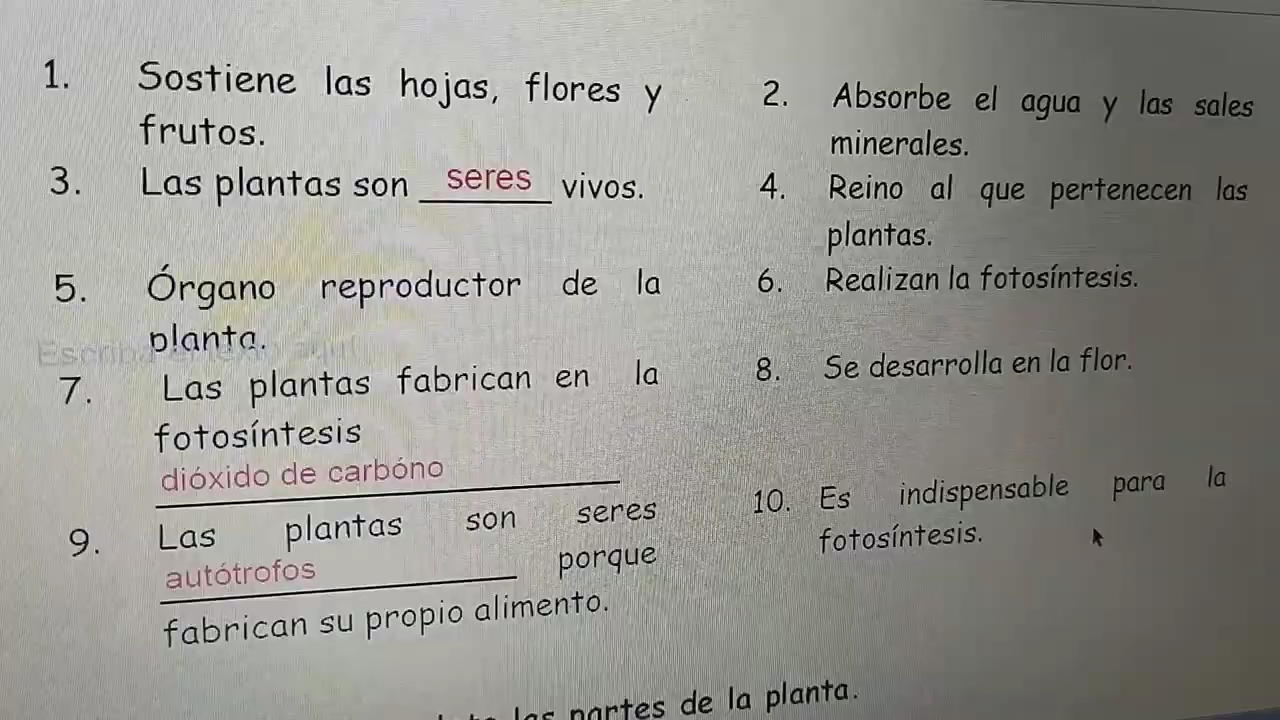 1. Sostiene las hojas, flores y
frutos.
2. Absorbe el agua y las sales
minerales.
3. Las plantas son seres vivos.
4. Reino al que pertenecen las
plantas.
5. Órgano reproductor de la
planta.
6. Realizan la fotosíntesis.
7. Las plantas fabrican en la
fotosíntesis
dióxido de carbóno
8. Se desarrolla en la flor.
9. Las plantas son seres
autótrofos porque
fabrican su propio alimento.
10. Es indispensable para la
fotosíntesis.
las partes de la planta.